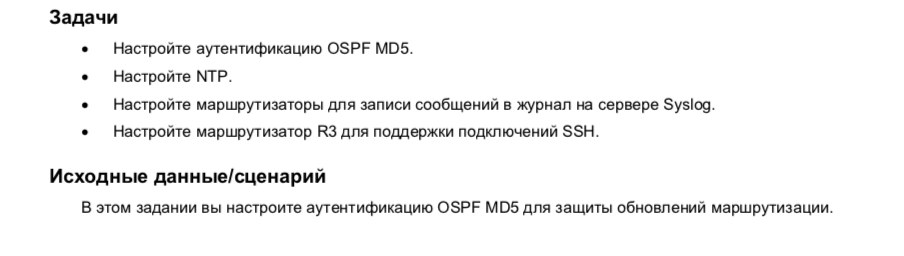 Задачи
• Настройте аутентификацию OSPF MD5.
• Настройте NTP.
• Настройте маршрутизаторы для записи сообщений в журнал на сервере Syslog.
• Настройте маршрутизатор R3 для поддержки подключений SSH.
Исходные данные/сценарий
В этом задании вы настроите аутентификацию OSPF MD5 для защиты обновлений маршрутизации.